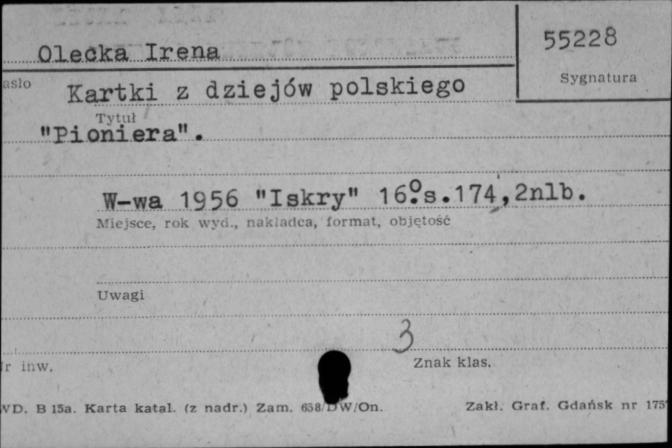 Olecka Irena
55228
Sygnatura
Kartki z dziejów polskiego
Tytuł
"Pioniera".
W-wa 1956 "Iskry" 16.°s.174,2nlb.
Miejsce, rok wyd., nakładca, format, objętość
Uwagi
3
inw.
Znak klas.
B 15a. Karta katal. (z nadr.) Zam. 658/DW/On.
Zakł. Graf. Gdańsk nr 175